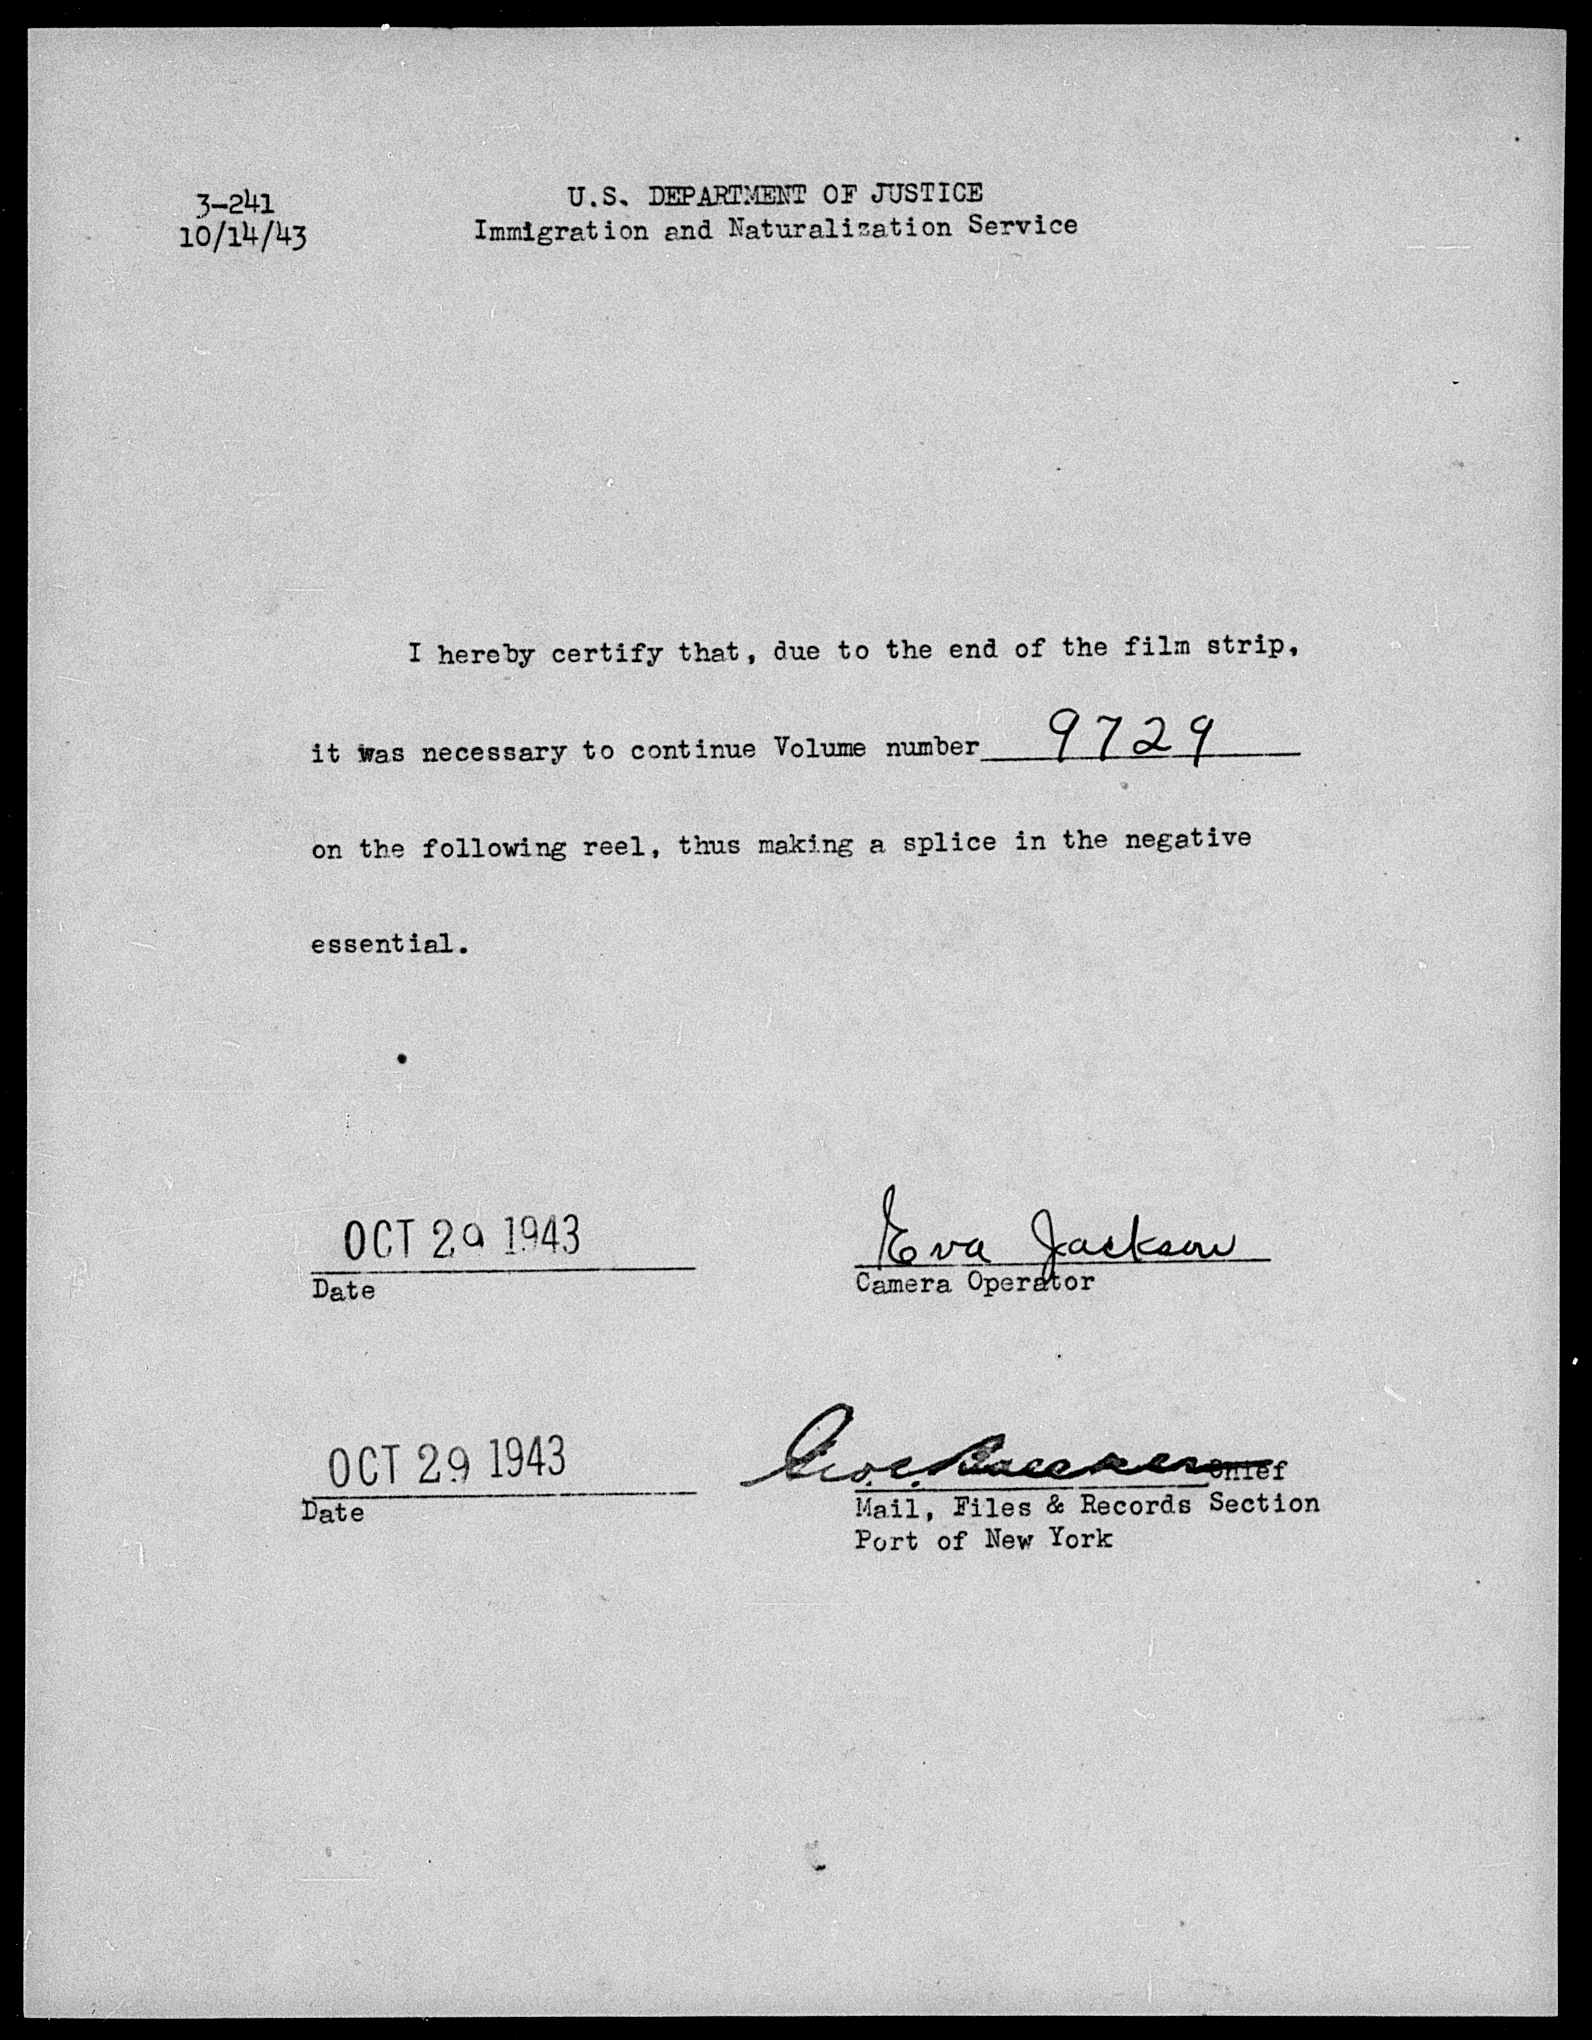 3-241
10/14/43
U.S. DEPARTMENT OF JUSTICE
Immigration and Naturalization Service
I hereby certify that, due to the end of the film strip,
it was necessary to continue Volume number 9729
on the following reel, thus making a splice in the negative
essential.
OCT 29 1943
Date
Eva Jackson
Camera Operator
OCT 29 1943
Date
Chief
Mail, Files & Records Section
Port of New York